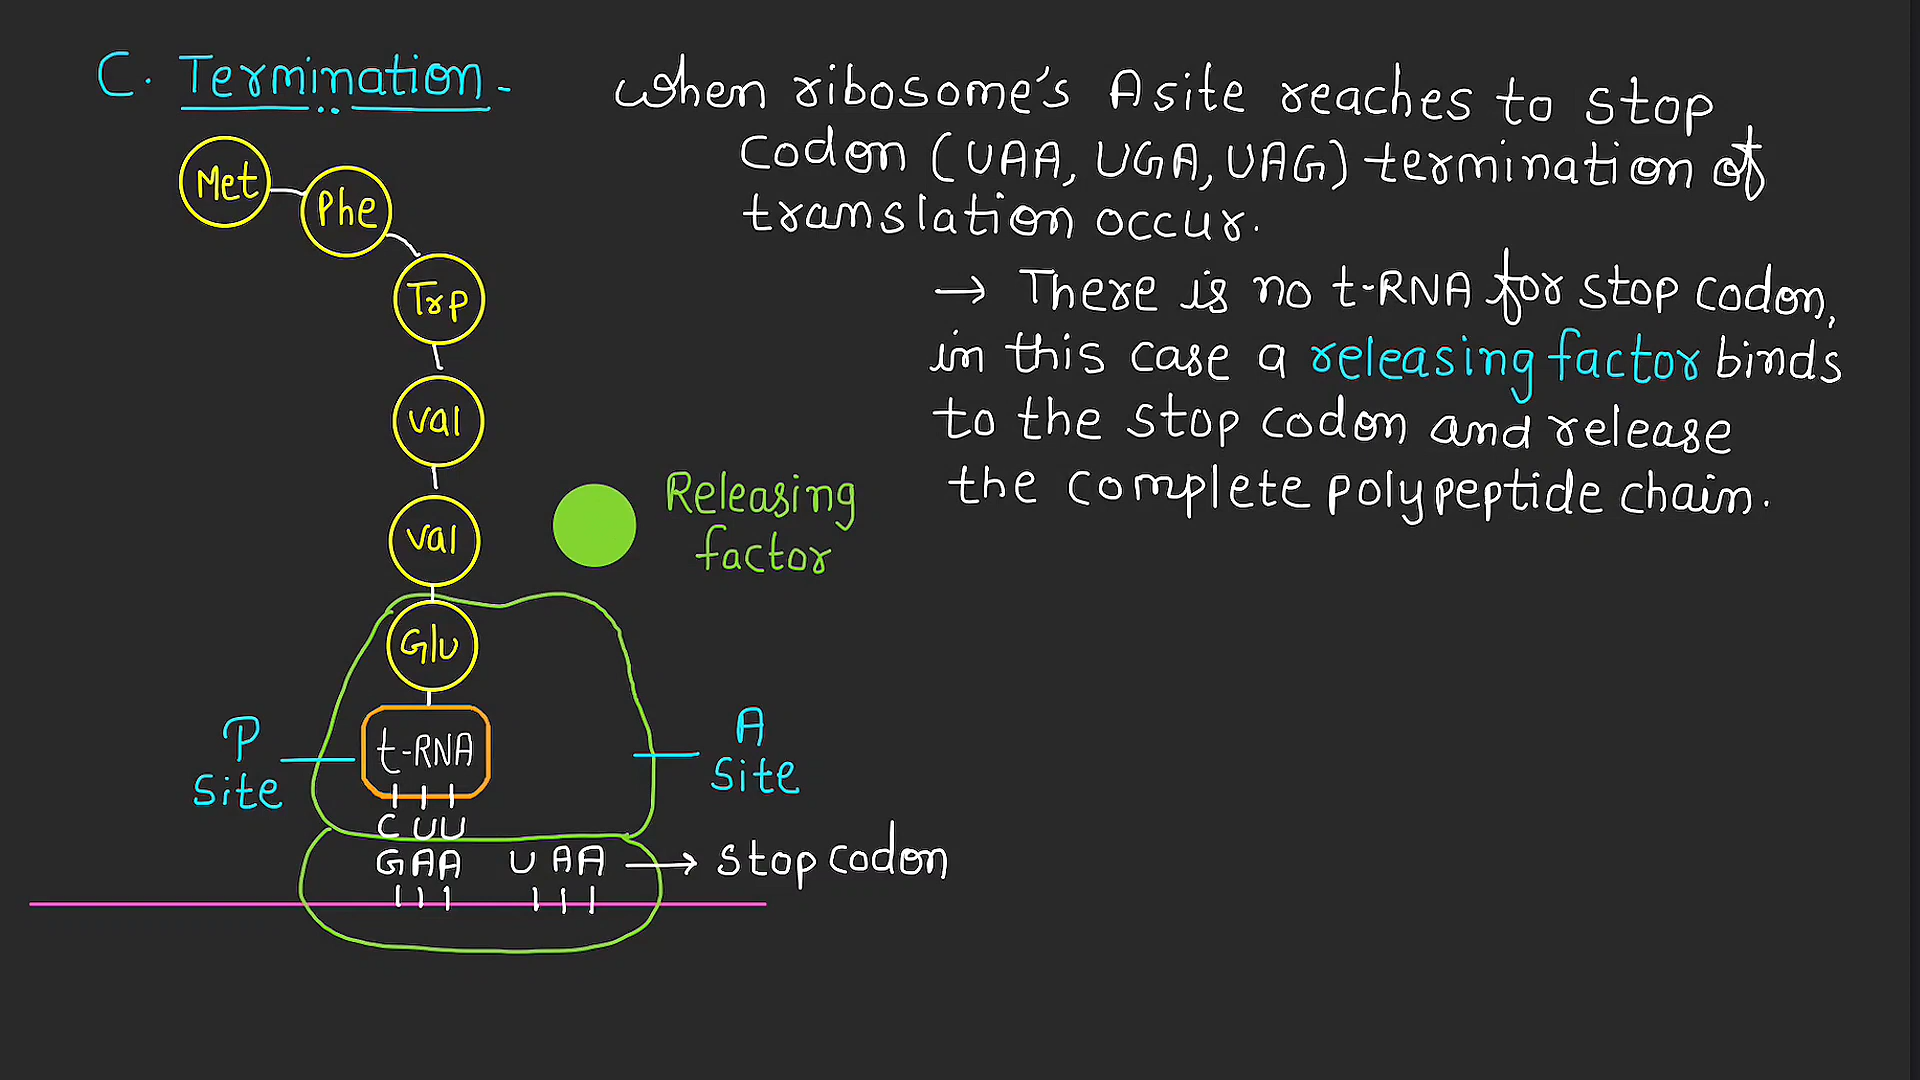 C. Termination -
When ribosome's A site reaches to stop
codon (UAA, UGA, UAG) termination of
translation occur.
→ There is no t-RNA for stop codon,
in this case a releasing factor binds
to the stop codon and release
the complete polypeptide chain.
Met
Phe
Trp
Val
Val
Releasing
factor
Glu
P
site
t-RNA
A
site
CUU
GAA UAA → stop codon